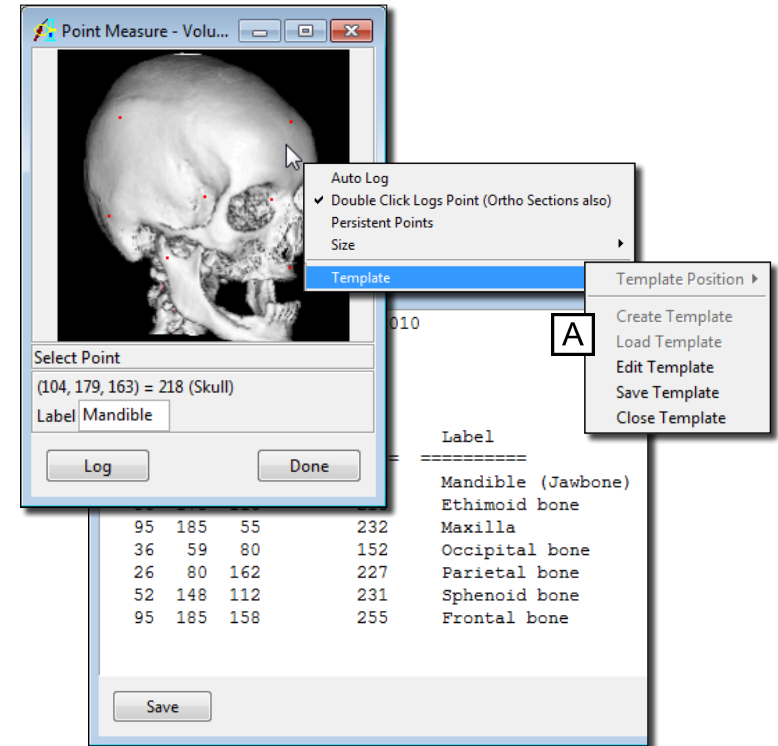 Point Measure - Volu...
Auto Log
Double Click Logs Point (Ortho Sections also)
Persistent Points
Size
Template
Template Position
Create Template
Load Template
Edit Template
Save Template
Close Template
A
010
Select Point
(104, 179, 163) = 218 (Skull)
Label Mandible
Log Done
Label
= ==========
Mandible (Jawbone)
Ethimoid bone
95 185 55 232 Maxilla
36 59 80 152 Occipital bone
26 80 162 227 Parietal bone
52 148 112 231 Sphenoid bone
95 185 158 255 Frontal bone
Save